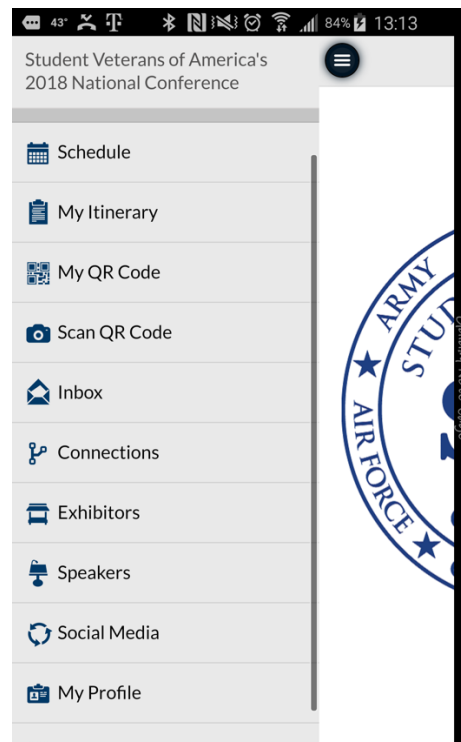 43° T 84% 13:13
Student Veterans of America's
2018 National Conference
Schedule
My Itinerary
My QR Code
Scan QR Code
Inbox
Connections
Exhibitors
Speakers
Social Media
My Profile
ARMY
AIR FORCE
STUD